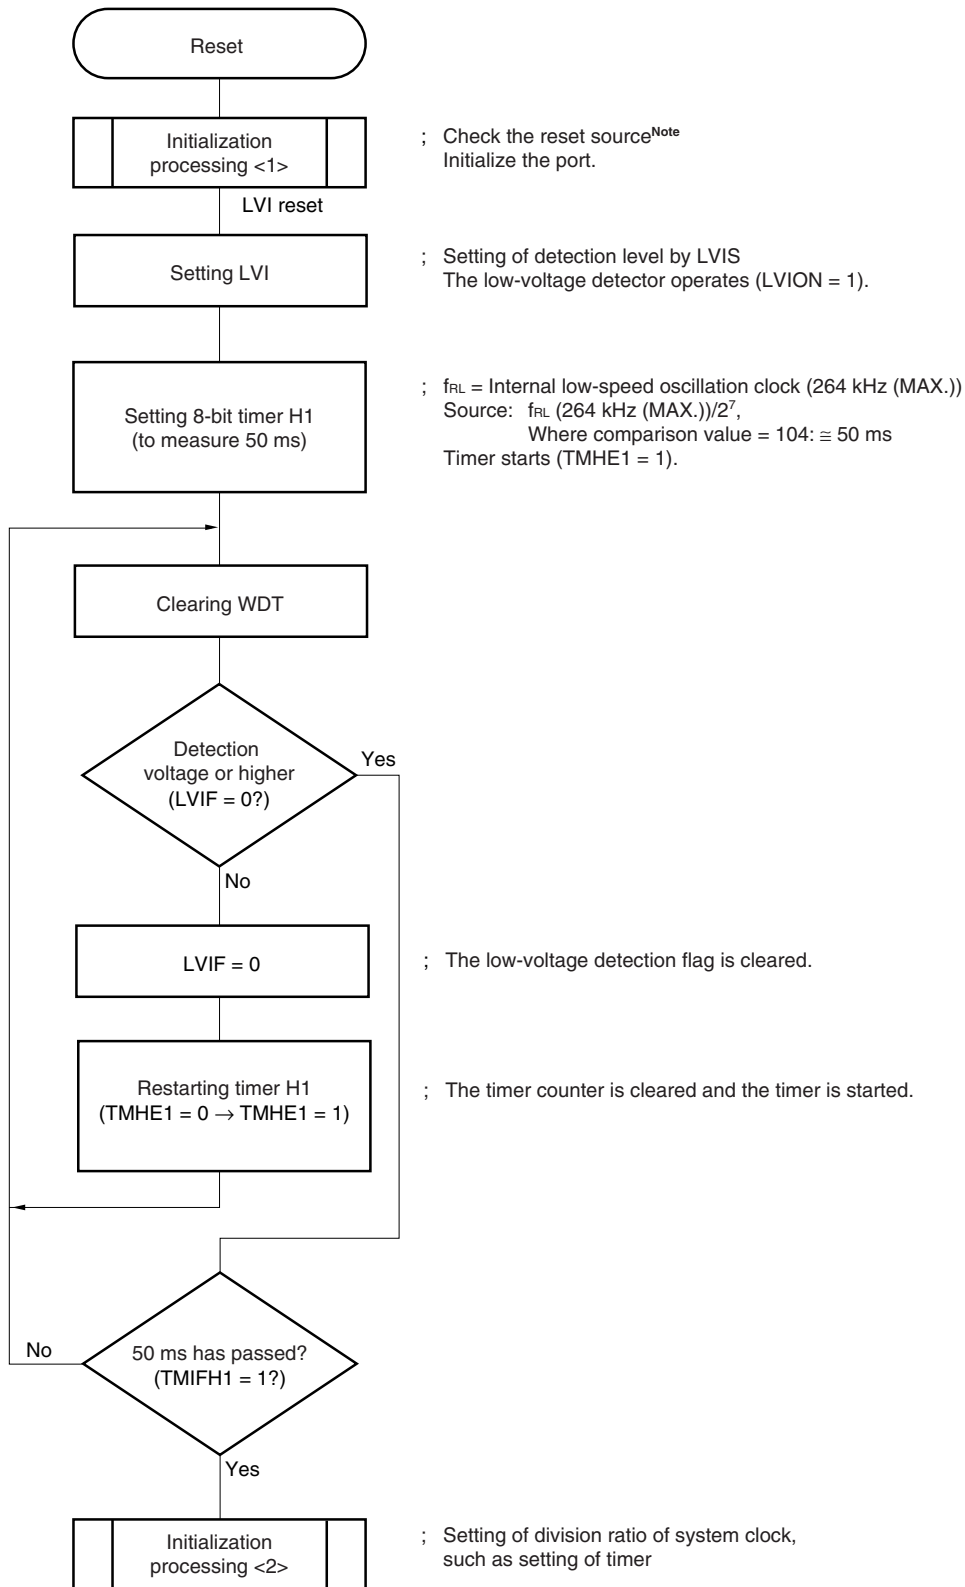 Reset
Initialization
processing <1>
; Check the reset sourceNote
Initialize the port.
LVI reset
Setting LVI
; Setting of detection level by LVIS
The low-voltage detector operates (LVION = 1).
Setting 8-bit timer H1
(to measure 50 ms)
; fRL = Internal low-speed oscillation clock (264 kHz (MAX.))
Source: fRL (264 kHz (MAX.))/2⁷,
Where comparison value = 104: ≅ 50 ms
Timer starts (TMHE1 = 1).
Clearing WDT
Detection
voltage or higher
(LVIF = 0?)
Yes
No
LVIF = 0
; The low-voltage detection flag is cleared.
Restarting timer H1
(TMHE1 = 0 → TMHE1 = 1)
; The timer counter is cleared and the timer is started.
No
50 ms has passed?
(TMIFH1 = 1?)
Yes
Initialization
processing <2>
; Setting of division ratio of system clock,
such as setting of timer